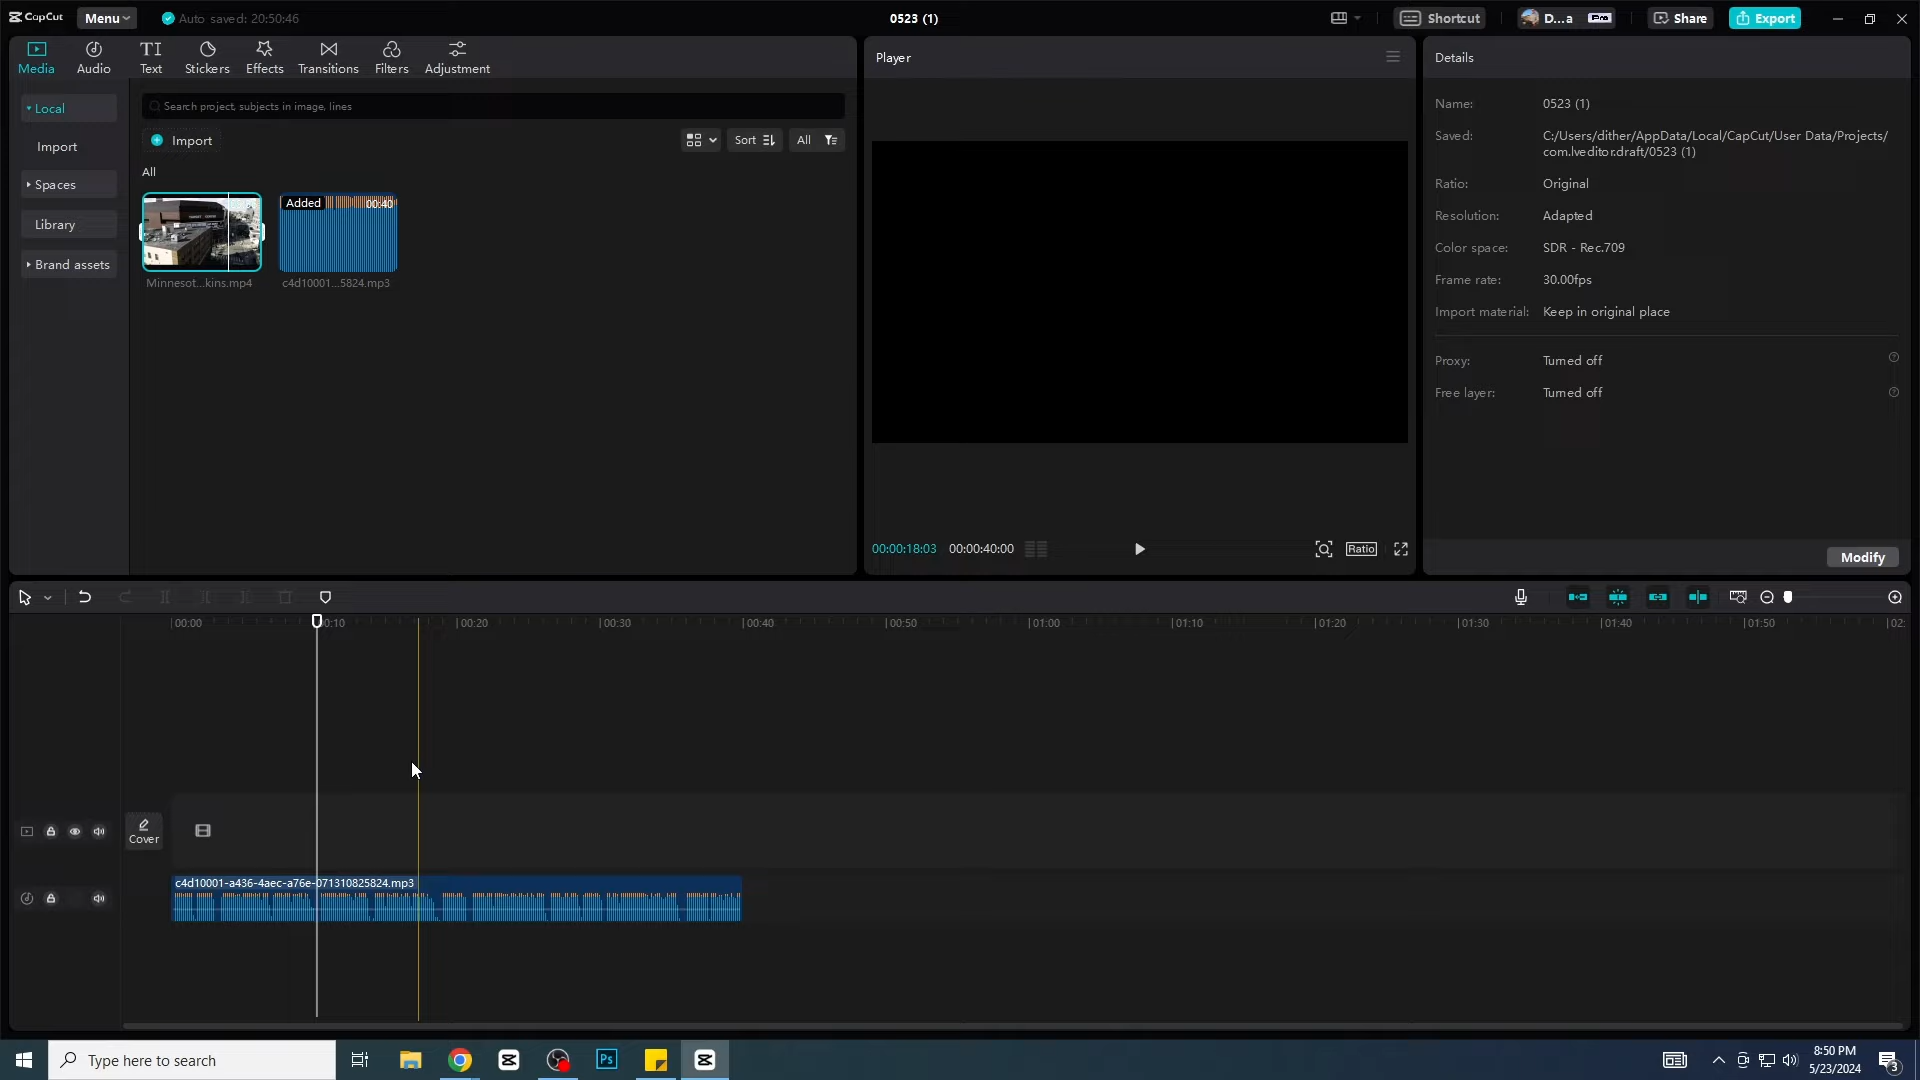 CapCut
Menu
Auto saved: 20:50:46
0523 (1)
Shortcut
D...a
Pro
Share
Export
Media
Audio
TI
Text
Stickers
Effects
Transitions
Filters
Adjustment
Player
Details
Local
Import
Spaces
Library
Brand assets
Search project, subjects in image, lines
Import
Sort
All
All
Added
00:40
Minnesot...kins.mp4
c4d10001...5824.mp3
Name:
0523 (1)
Saved:
C:/Users/dither/AppData/Local/CapCut/User Data/Projects/
com.lveditor.draft/0523 (1)
Ratio:
Original
Resolution:
Adapted
Color space:
SDR - Rec.709
Frame rate:
30.00fps
Import material:
Keep in original place
Proxy:
Turned off
Free layer:
Turned off
Modify
00:00:18:03
00:00:40:00
Ratio
00:00
0:10
00:20
00:30
00:40
00:50
01:00
01:10
01:20
01:30
01:40
01:50
02:
Cover
c4d10001-a436-4aec-a76e-071310825824.mp3
Type here to search
Ps
8:50 PM
5/23/2024
3